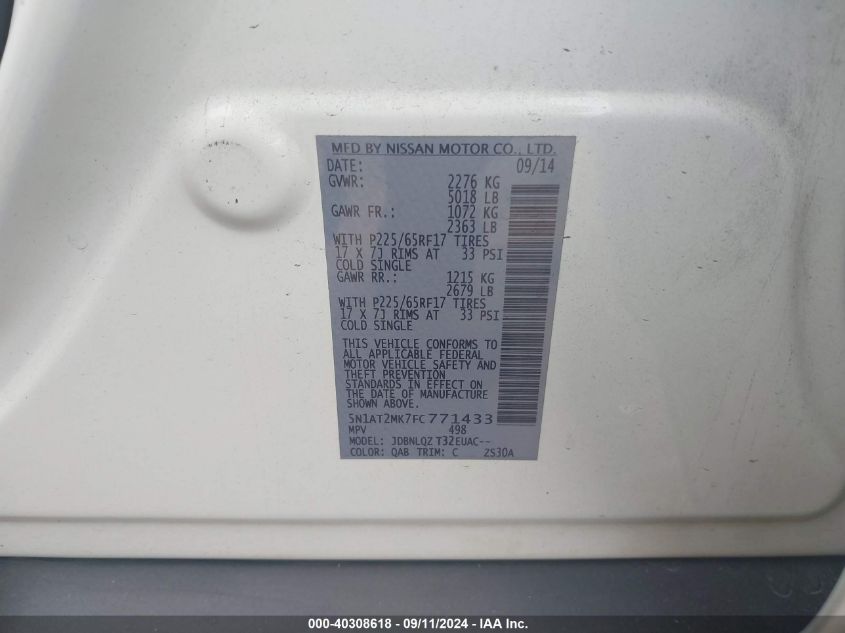 MFD BY NISSAN MOTOR CO., LTD.
DATE: 09/14
GVWR: 2276 KG
5018 LB
GAWR FR.: 1072 KG
2363 LB
WITH P225/65RF17 TIRES
17 X 7J RIMS AT 33 PSI
COLD SINGLE
GAWR RR.: 1215 KG
2679 LB
WITH P225/65RF17 TIRES
17 X 7J RIMS AT 33 PSI
COLD SINGLE
THIS VEHICLE CONFORMS TO
ALL APPLICABLE FEDERAL
MOTOR VEHICLE SAFETY AND
THEFT PREVENTION
STANDARDS IN EFFECT ON
THE DATE OF MANUFACTURE
SHOWN ABOVE.
5N1AT2MK7FC771433
MPV 498
MODEL: JDBNLQZ T32EUAC--
COLOR: QAB TRIM: C ZS30A
000-40308618 - 09/11/2024 - IAAI Inc.